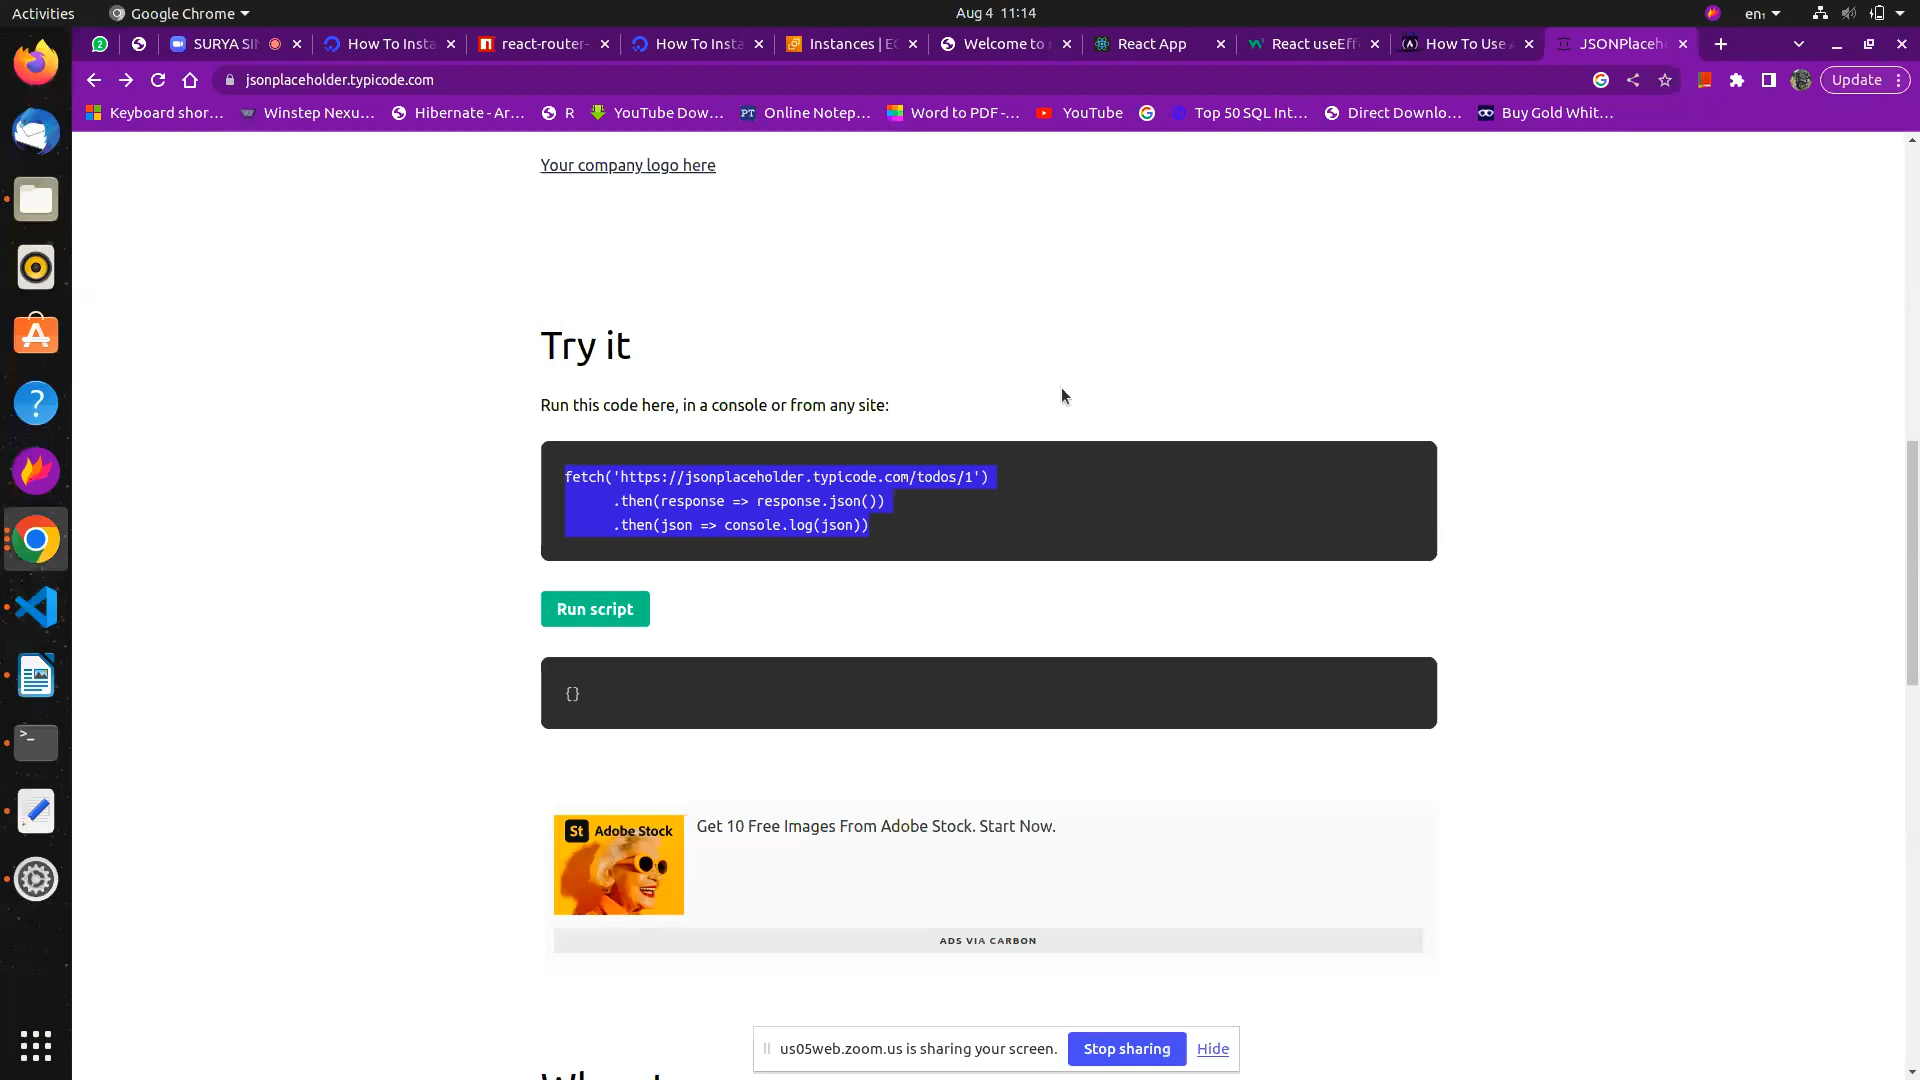 Activities
Google Chrome
Aug 4 11:14
en₁
SURYA SI
How To Insta
react-router-
How To Insta
Instances | E
Welcome to
React App
React useEff
How To Use
JSONPlaceh
jsonplaceholder.typicode.com
Update
Keyboard shor…
Winstep Nexu…
Hibernate - Ar…
R
YouTube Dow…
PT Online Notep…
Word to PDF -…
YouTube
Top 50 SQL Int…
Direct Downlo…
Buy Gold Whit…
Your company logo here
Try it
Run this code here, in a console or from any site:
fetch('https://jsonplaceholder.typicode.com/todos/1')
.then(response => response.json())
.then(json => console.log(json))
Run script
{}
St Adobe Stock
Get 10 Free Images From Adobe Stock. Start Now.
ADS VIA CARBON
us05web.zoom.us is sharing your screen.
Stop sharing
Hide